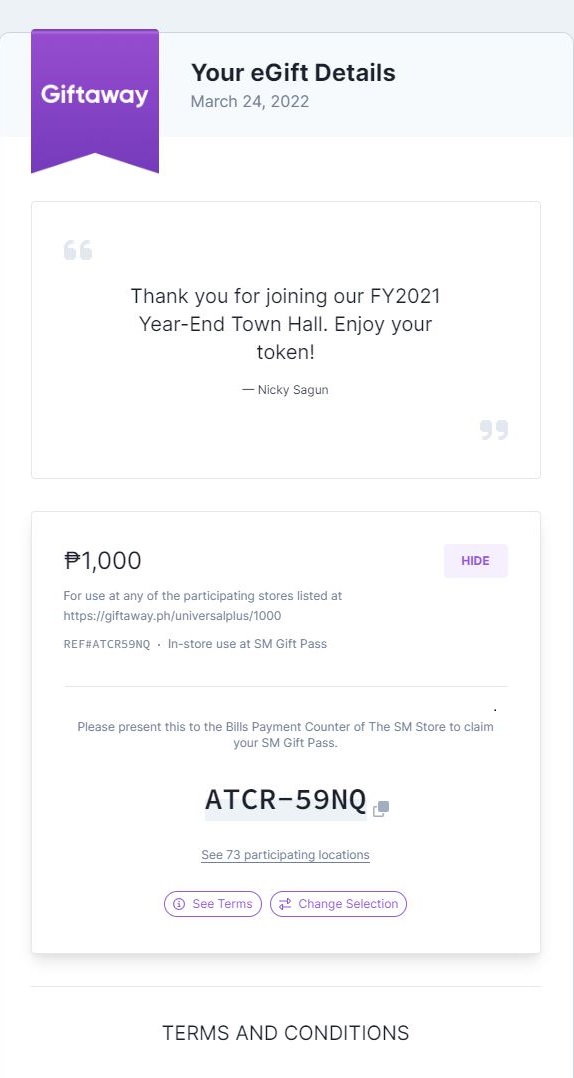 Giftaway
Your eGift Details
March 24, 2022
“
Thank you for joining our FY2021
Year-End Town Hall. Enjoy your
token!
— Nicky Sagun
”
₱1,000
HIDE
For use at any of the participating stores listed at
https://giftaway.ph/universalplus/1000
REF#ATCR59NQ · In-store use at SM Gift Pass
.
Please present this to the Bills Payment Counter of The SM Store to claim
your SM Gift Pass.
ATCR-59NQ
See 73 participating locations
See Terms
Change Selection
TERMS AND CONDITIONS